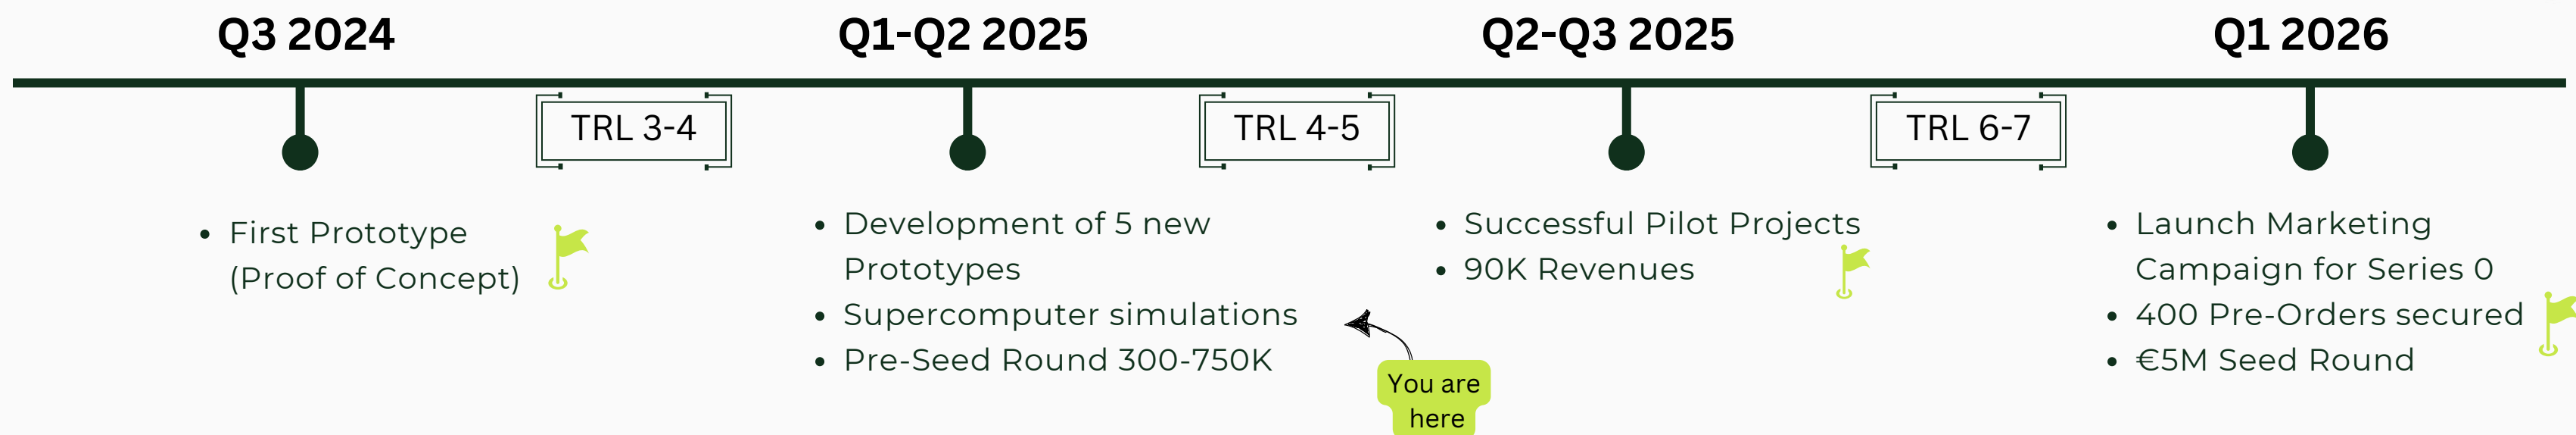 Q3 2024
Q1-Q2 2025
Q2-Q3 2025
Q1 2026
TRL 3-4
TRL 4-5
TRL 6-7
• First Prototype
(Proof of Concept)
• Development of 5 new
Prototypes
• Supercomputer simulations
• Pre-Seed Round 300-750K
You are
here
• Successful Pilot Projects
• 90K Revenues
• Launch Marketing
Campaign for Series 0
• 400 Pre-Orders secured
• €5M Seed Round